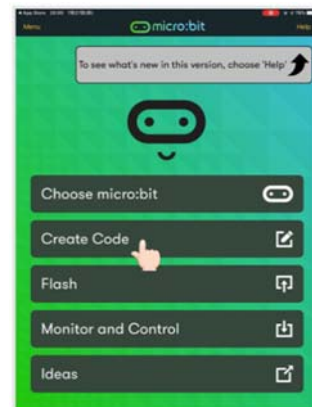 Menu
micro:bit
Help
To see what's new in this version, choose 'Help'
Choose micro:bit
Create Code
Flash
Monitor and Control
Ideas